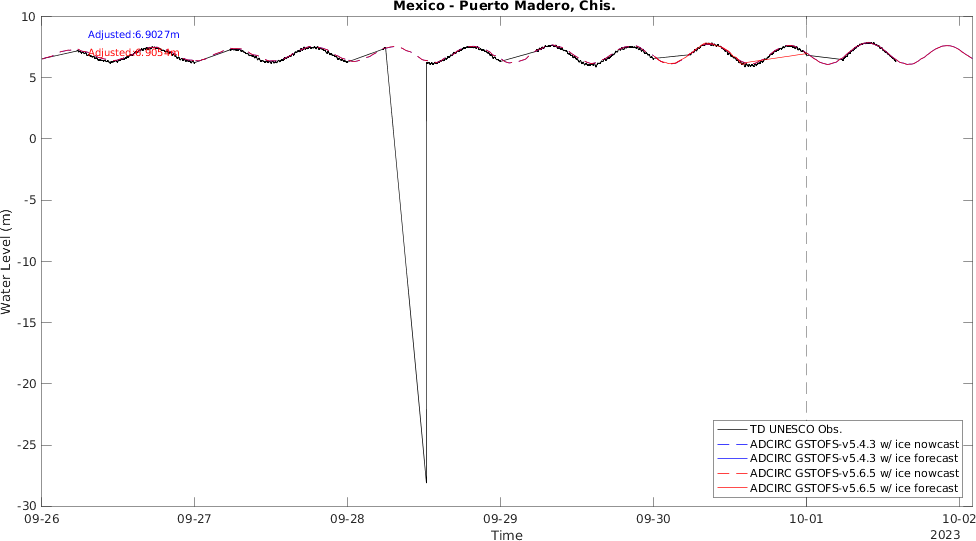 Mexico - Puerto Madero, Chis.
10
5
0
-5
-10
-15
-20
-25
-30
Water Level (m)
Adjusted:6.9027m
Adjusted:6.9054m
TD UNESCO Obs.
ADCIRC GSTOFS-v5.4.3 w/ ice nowcast
ADCIRC GSTOFS-v5.4.3 w/ ice forecast
ADCIRC GSTOFS-v5.6.5 w/ ice nowcast
ADCIRC GSTOFS-v5.6.5 w/ ice forecast
09-26
09-27
09-28
09-29
09-30
10-01
10-02
Time
2023